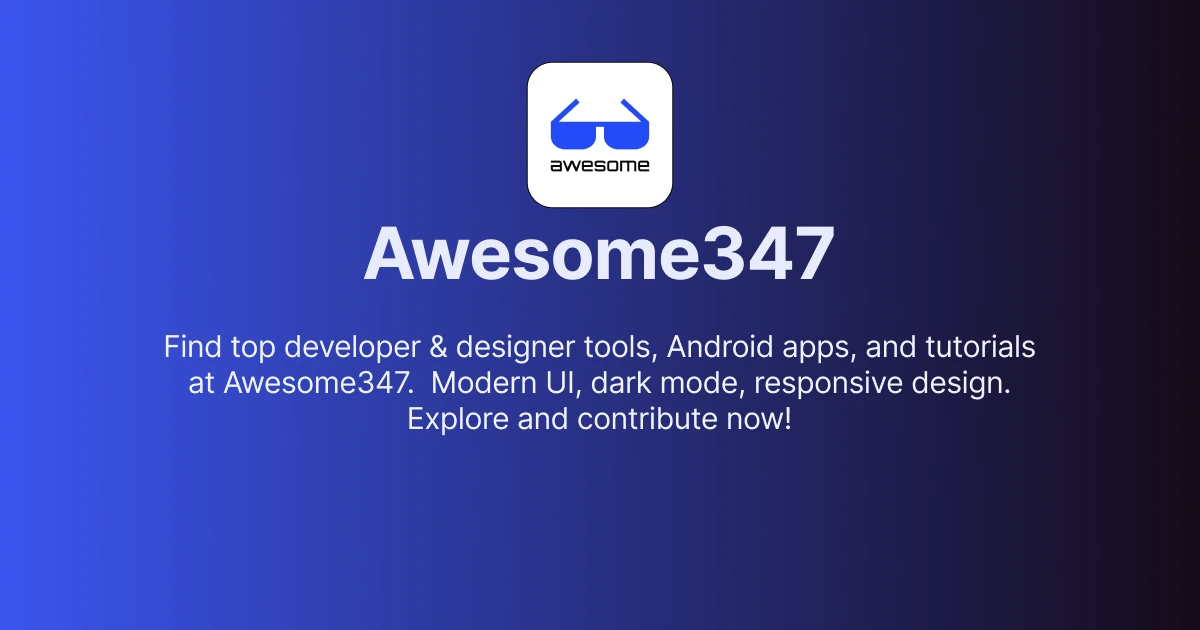 awesome
Awesome347
Find top developer & designer tools, Android apps, and tutorials
at Awesome347.  Modern UI, dark mode, responsive design.
Explore and contribute now!